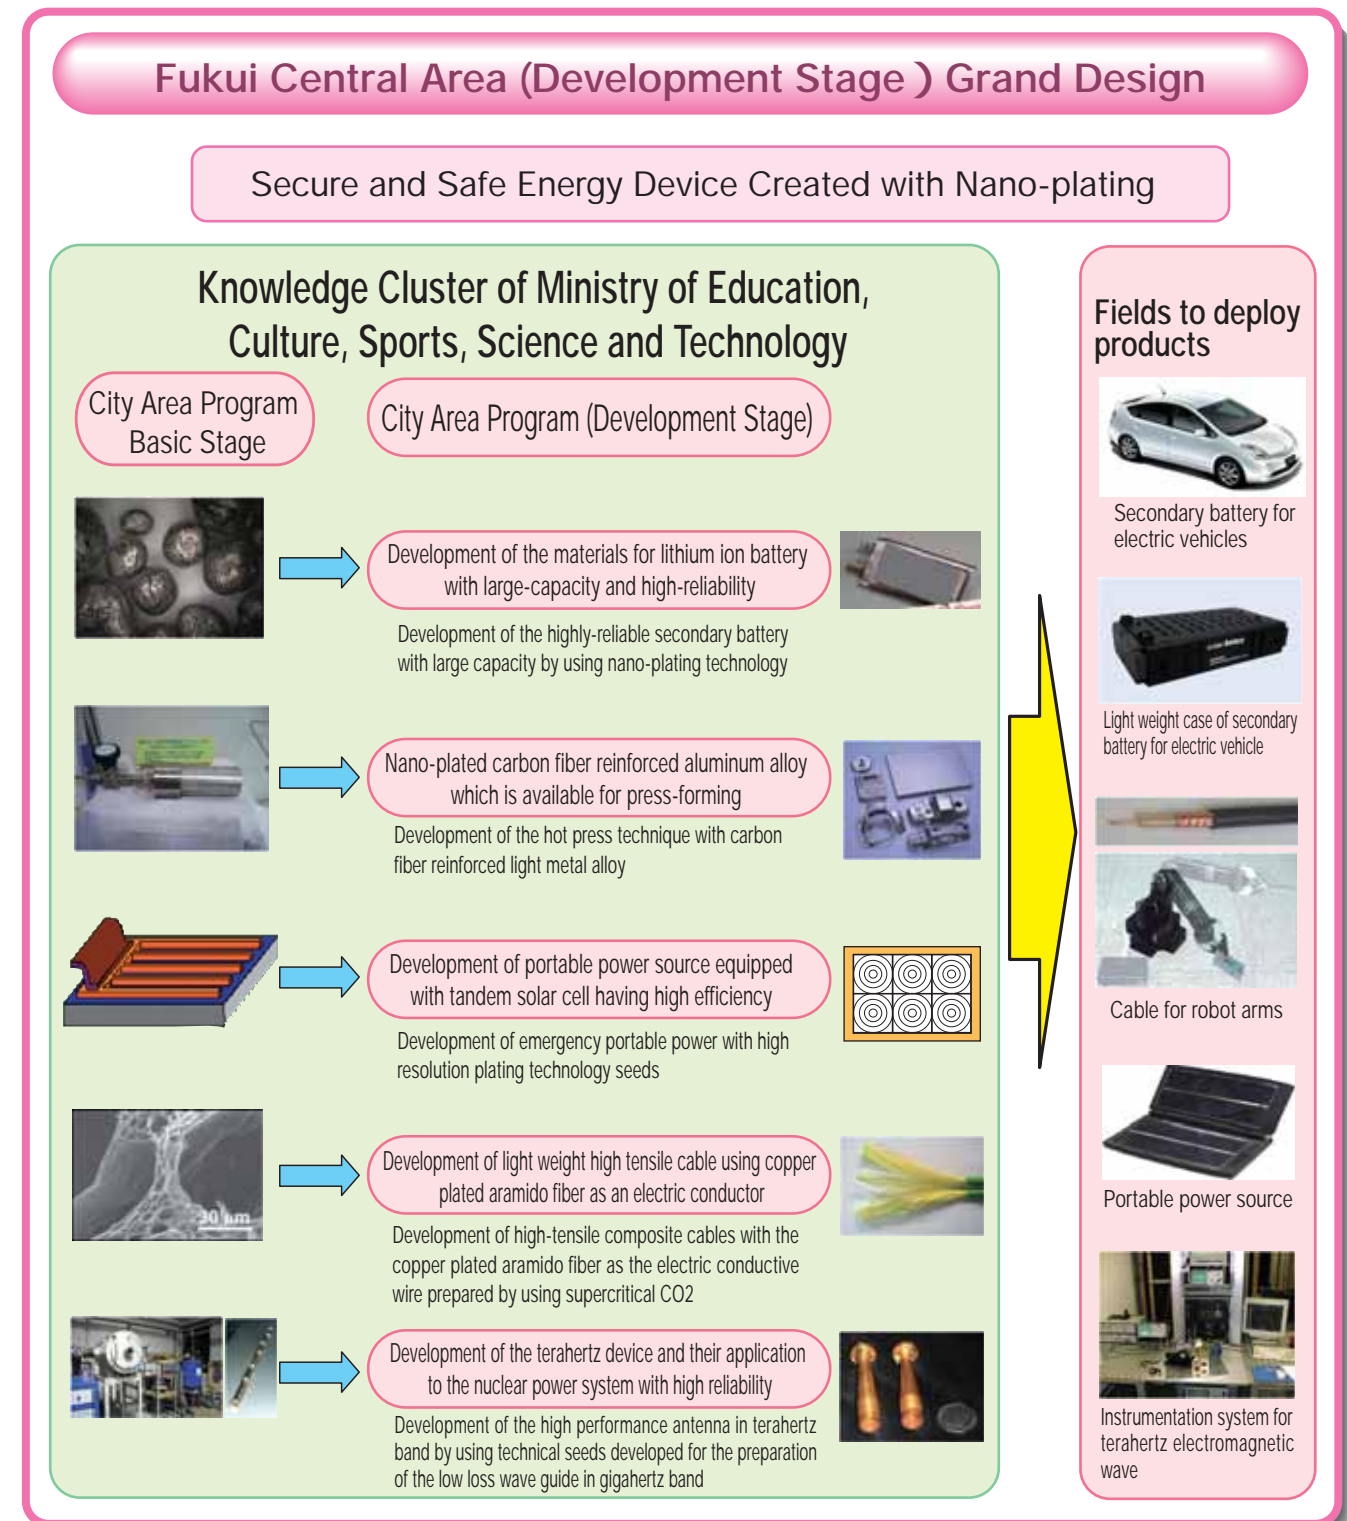 Fukui Central Area (Development Stage ) Grand Design
Secure and Safe Energy Device Created with Nano-plating
Knowledge Cluster of Ministry of Education,
Culture, Sports, Science and Technology
City Area Program
Basic Stage
City Area Program (Development Stage)
Development of the materials for lithium ion battery
with large-capacity and high-reliability
Development of the highly-reliable secondary battery
with large capacity by using nano-plating technology
Nano-plated carbon fiber reinforced aluminum alloy
which is available for press-forming
Development of the hot press technique with carbon
fiber reinforced light metal alloy
Development of portable power source equipped
with tandem solar cell having high efficiency
Development of emergency portable power with high
resolution plating technology seeds
30 µm
Development of light weight high tensile cable using copper
plated aramido fiber as an electric conductor
Development of high-tensile composite cables with the
copper plated aramido fiber as the electric conductive
wire prepared by using supercritical CO2
Development of the terahertz device and their application
to the nuclear power system with high reliability
Development of the high performance antenna in terahertz
band by using technical seeds developed for the preparation
of the low loss wave guide in gigahertz band
Fields to deploy
products
Secondary battery for
electric vehicles
Light weight case of secondary
battery for electric vehicle
Cable for robot arms
Portable power source
Instrumentation system for
terahertz electromagnetic
wave